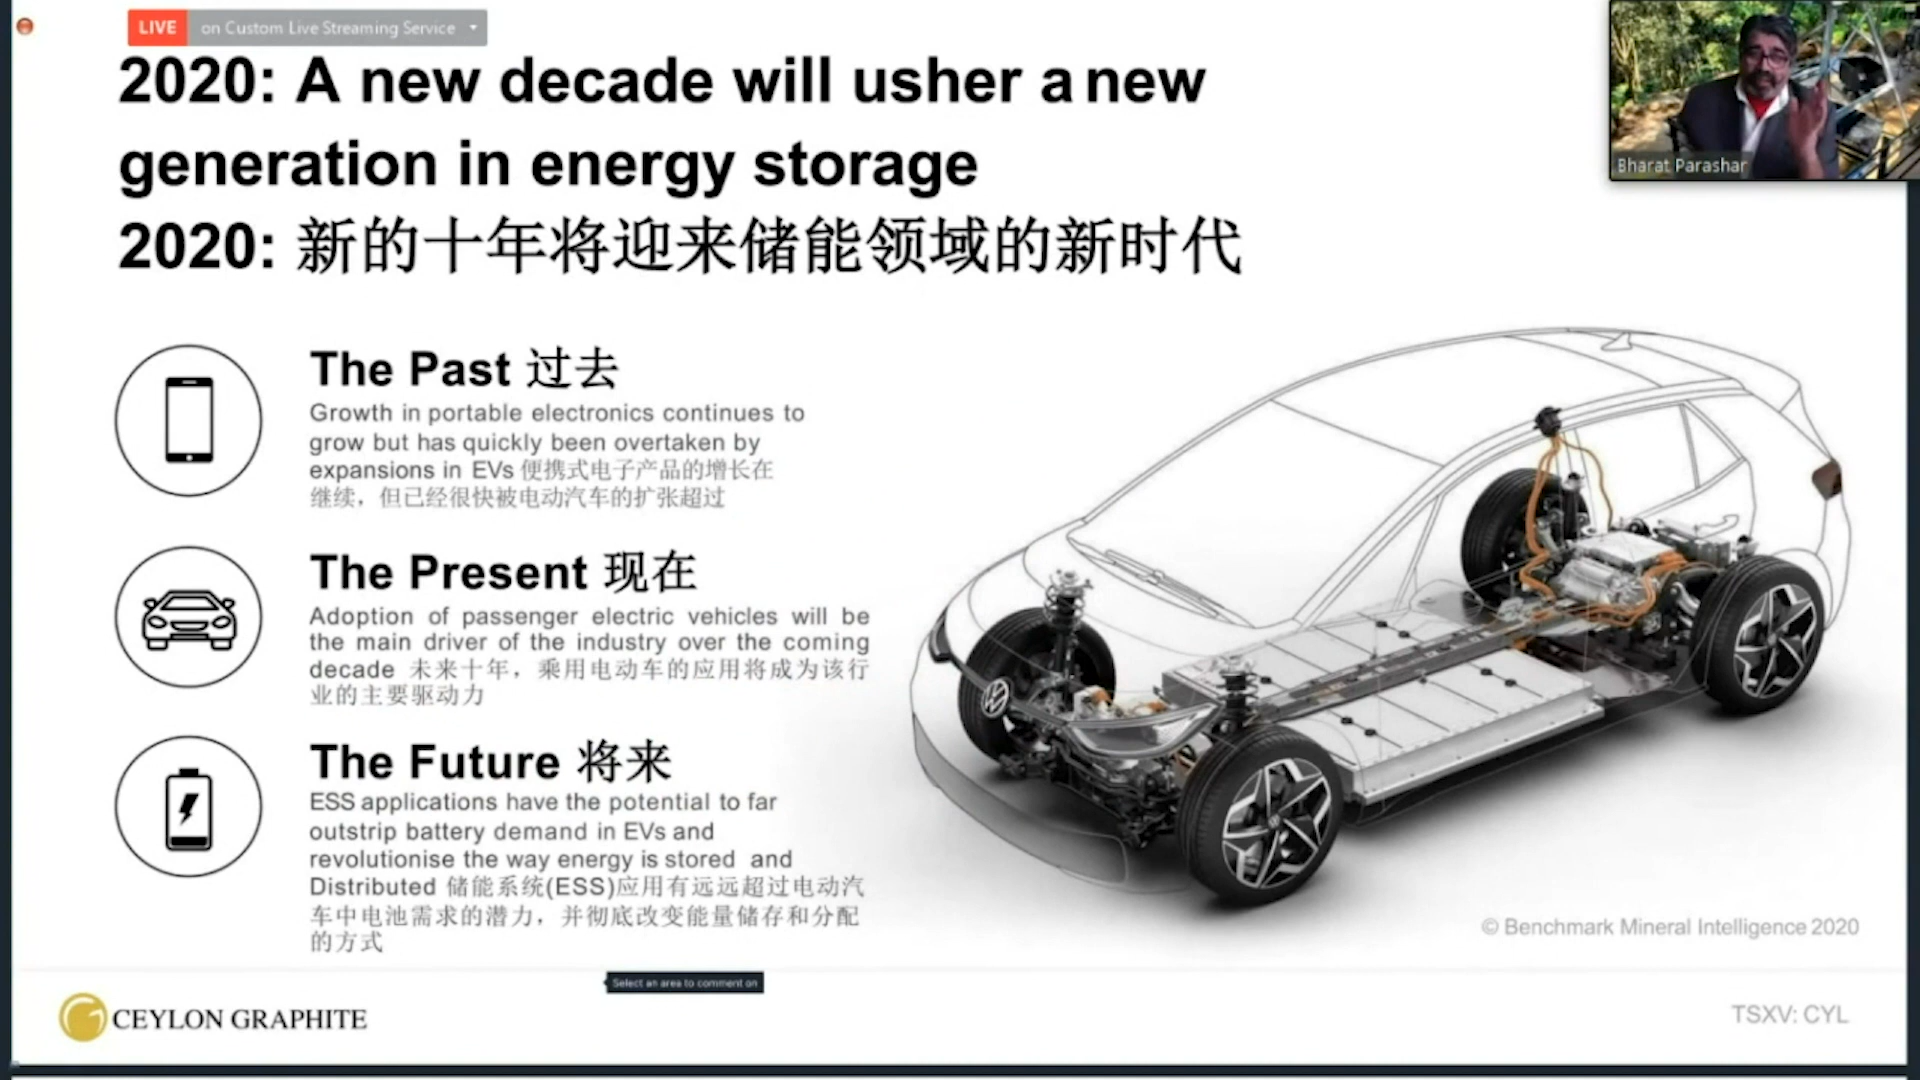 LIVE on Custom Live Streaming Service
2020: A new decade will usher a new
generation in energy storage
2020: 新的十年将迎来储能领域的新时代
Bharat Parashar
The Past 过去
Growth in portable electronics continues to
grow but has quickly been overtaken by
expansions in EVs 便携式电子产品的增长在
继续，但已经很快被电动汽车的扩张超过
The Present 现在
Adoption of passenger electric vehicles will be
the main driver of the industry over the coming
decade 未来十年，乘用电动车的应用将成为该行
业的主要驱动力
The Future 将来
ESS applications have the potential to far
outstrip battery demand in EVs and
revolutionise the way energy is stored and
Distributed 储能系统(ESS)应用有远远超过电动汽
车中电池需求的潜力，并彻底改变能量储存和分配
的方式
© Benchmark Mineral Intelligence 2020
Select an area to comment on
CEYLON GRAPHITE
TSXV: CYL